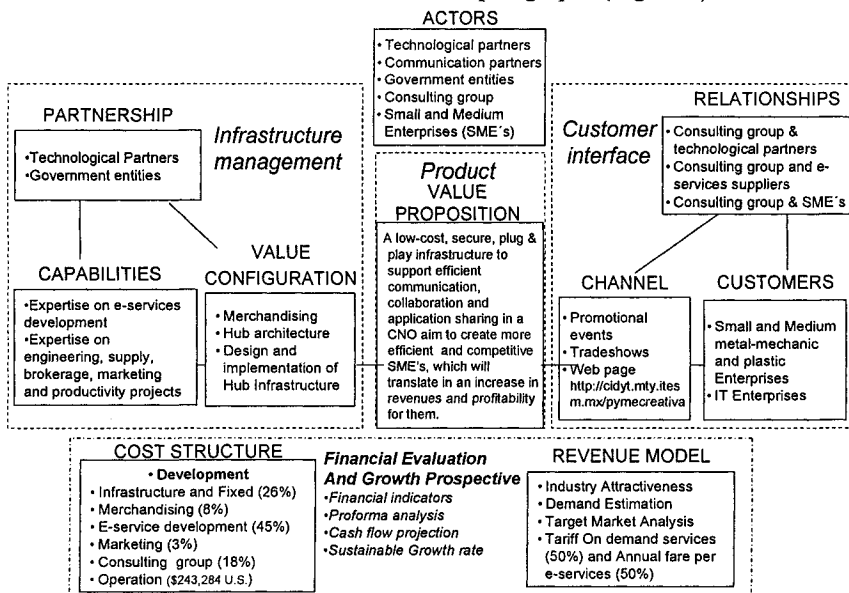 ACTORS
• Technological partners
• Communication partners
• Government entities
• Consulting group
• Small and Medium
Enterprises (SME´s)
PARTNERSHIP
•Technological Partners
•Government entities
Infrastructure
management
CAPABILITIES
•Expertise on e-services
development
•Expertise on
engineering, supply,
brokerage, marketing
and productivity projects
VALUE
CONFIGURATION
• Merchandising
• Hub architecture
• Design and
implementation of
Hub Infrastructure
Product
VALUE
PROPOSITION
A low-cost, secure, plug &
play infrastructure to
support efficient
communication,
collaboration and
application sharing in a
CNO aim to create more
efficient and competitive
SME's, which will
translate in an increase in
revenues and profitability
for them.
Customer
interface
RELATIONSHIPS
• Consulting group &
technological partners
• Consulting group and e-
services suppliers
• Consulting group & SME´s
CHANNEL
• Promotional
events
• Tradeshows
• Web page
http://cidyt.mty.ites
m.mx/pymecreativa
CUSTOMERS
• Small and Medium
metal-mechanic
and plastic
Enterprises
• IT Enterprises
COST STRUCTURE
• Development
• Infrastructure and Fixed (26%)
• Merchandising (8%)
• E-service development (45%)
• Marketing (3%)
• Consulting group (18%)
• Operation ($243,284 U.S.)
Financial Evaluation
And Growth Prospective
•Financial indicators
•Proforma analysis
•Cash flow projection
•Sustainable Growth rate
REVENUE MODEL
• Industry Attractiveness
• Demand Estimation
• Target Market Analysis
• Tariff On demand services
(50%) and Annual fare per
e-services (50%)